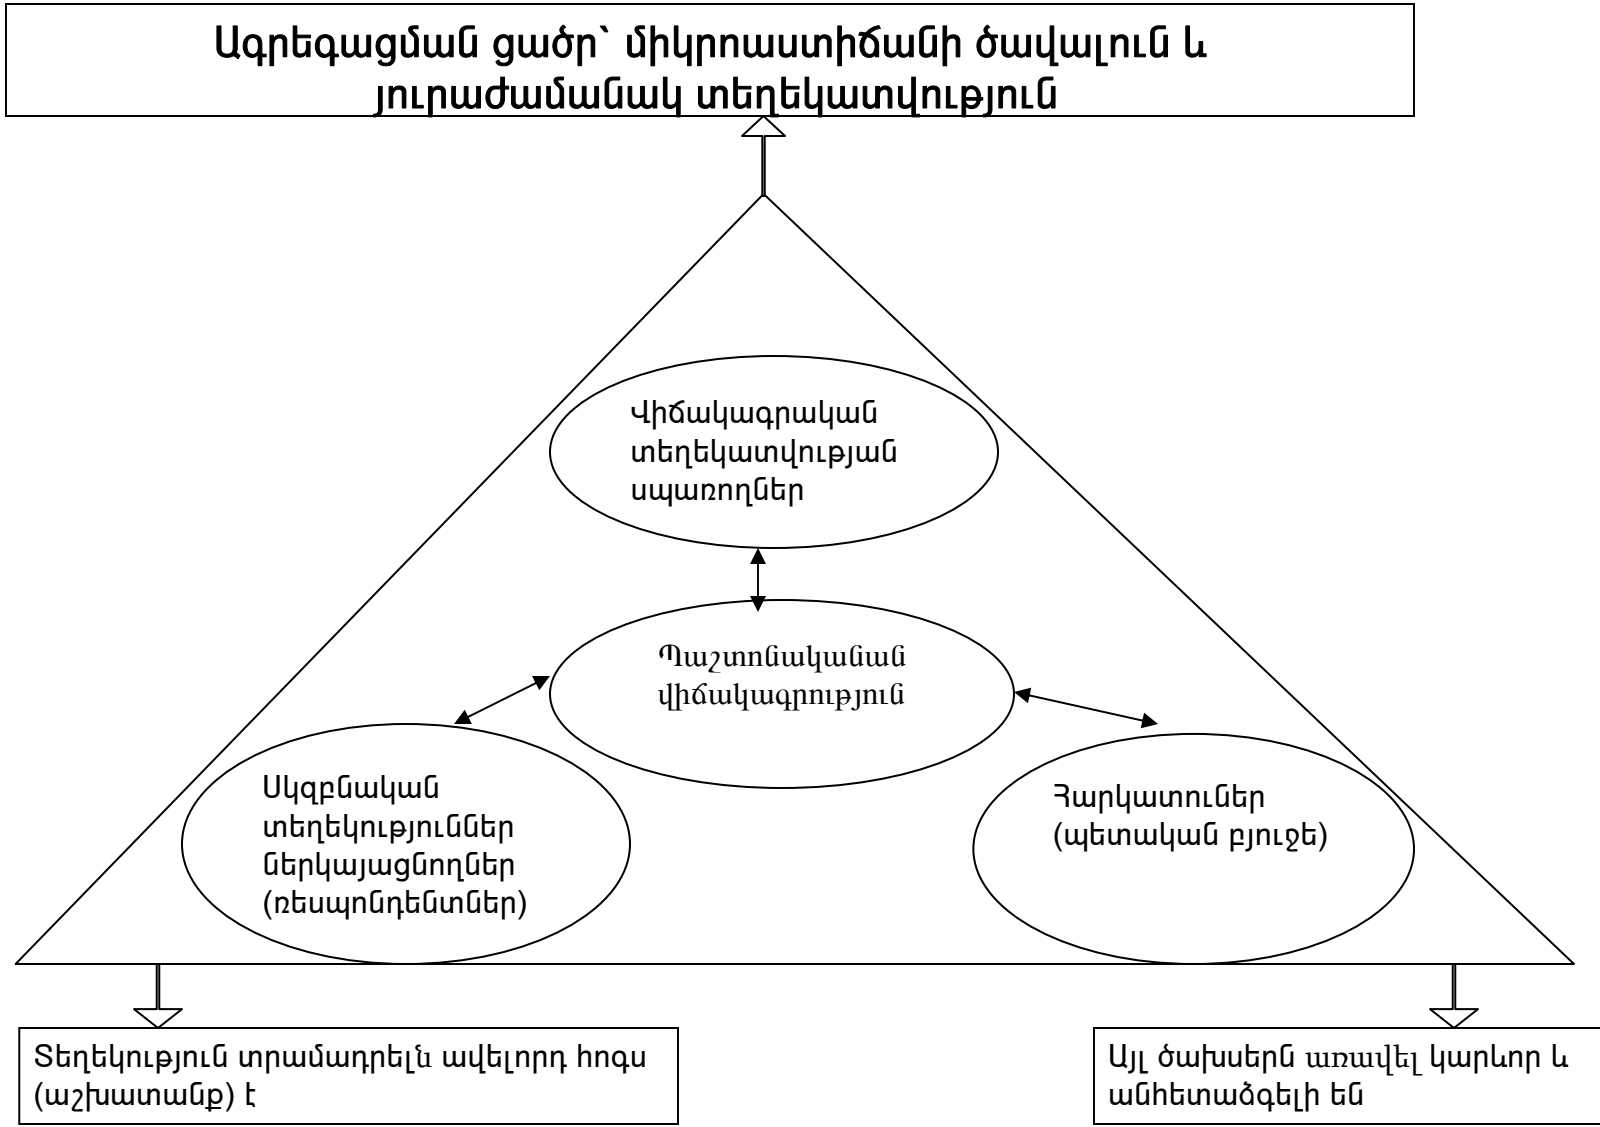 Ագրեգացման ցածր՝ միկրոաստիճանի ծավալուն և
յուրաժամանակ տեղեկատվություն
Վիճակագրական
տեղեկատվության
սպառողներ
Պաշտոնականան
վիճակագրություն
Սկզբնական
տեղեկություններ
ներկայացնողներ
(ռեսպոնդենտներ)
Հարկատուներ
(պետական բյուջե)
Տեղեկություն տրամադրելն ավելորդ հոգս
(աշխատանք) է
Այլ ծախսերն առավել կարևոր և
անհետաձգելի են